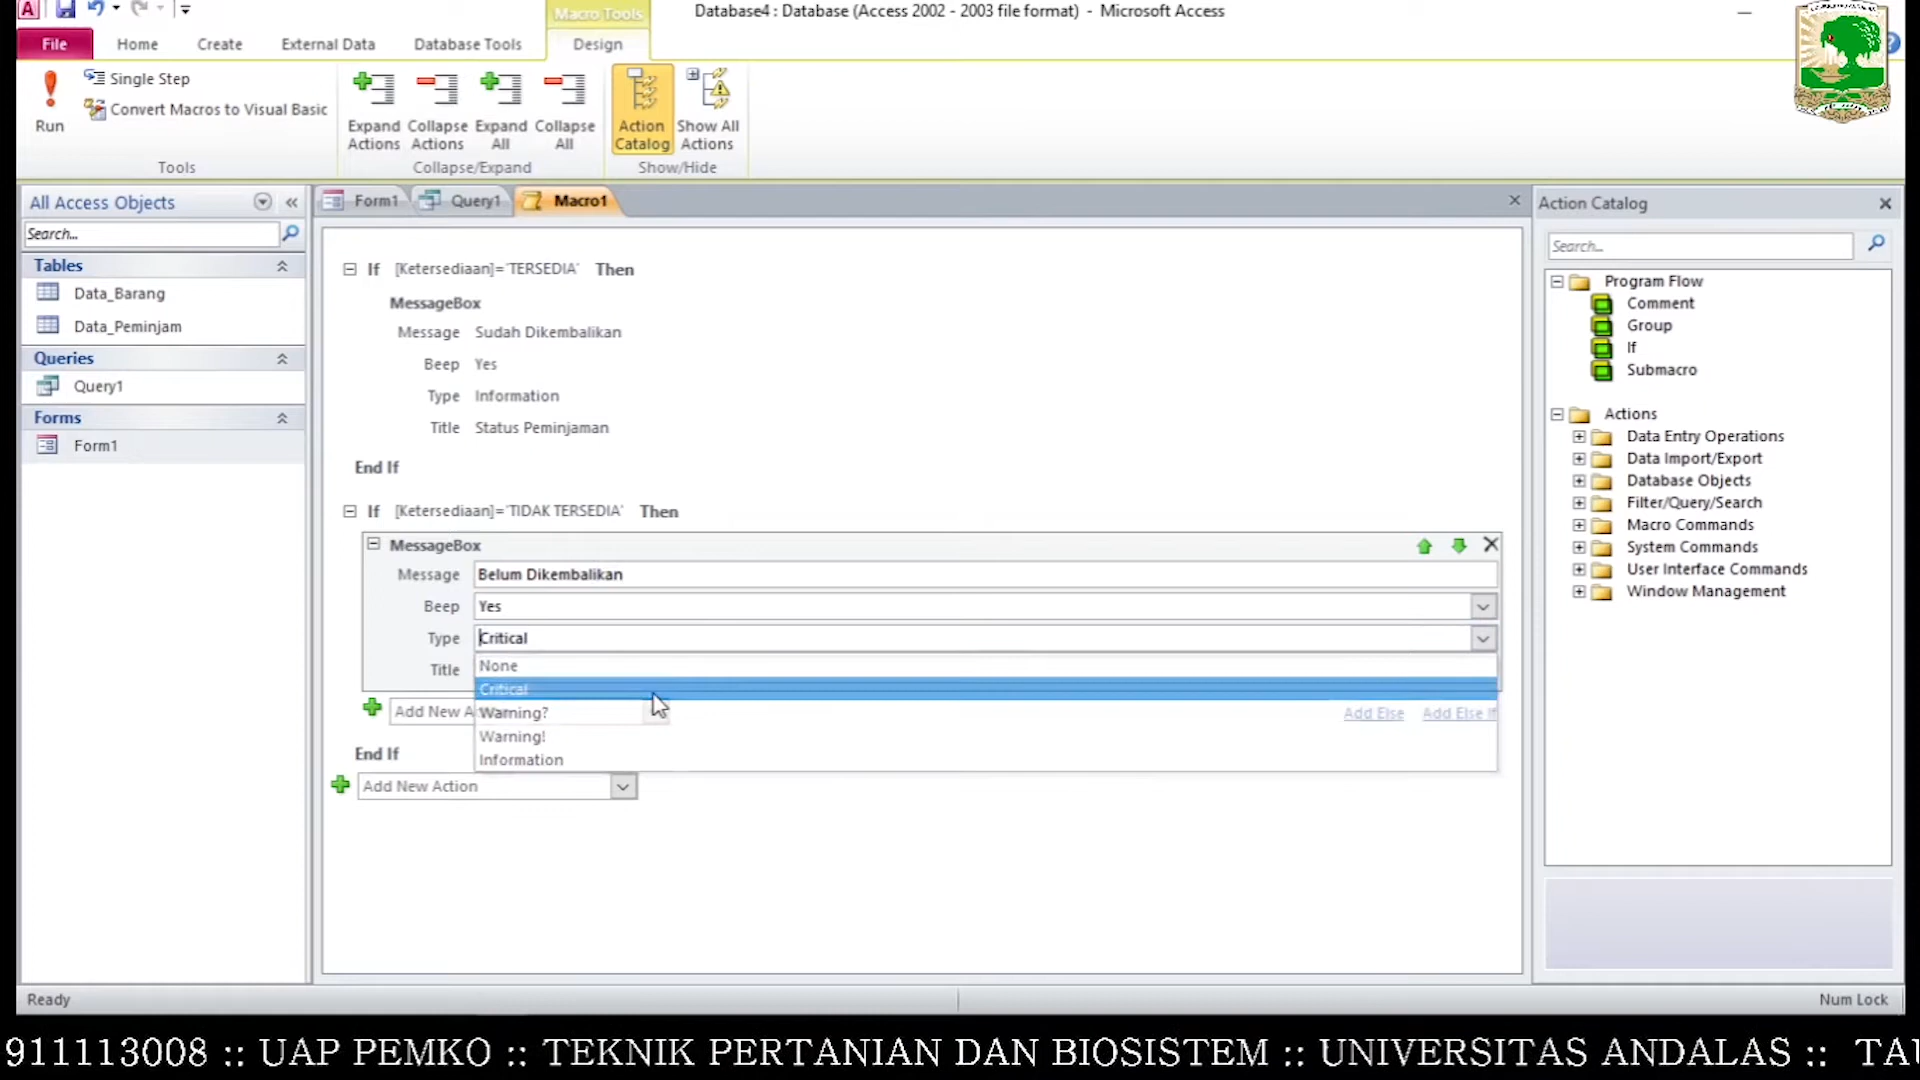 Database4 : Database (Access 2002 - 2003 file format) - Microsoft Access
Macro Tools
File Home Create External Data Database Tools Design
Run
Single Step
Convert Macros to Visual Basic
Tools
Expand Actions
Collapse Actions
Expand All
Collapse All
Collapse/Expand
Action Catalog
Show All Actions
Show/Hide
All Access Objects
Search...
Tables
Data_Barang
Data_Peminjam
Queries
Query1
Forms
Form1
Form1 Query1 Macro1
If [Ketersediaan]='TERSEDIA' Then
MessageBox
Message Sudah Dikembalikan
Beep Yes
Type Information
Title Status Peminjaman
End If
If [Ketersediaan]='TIDAK TERSEDIA' Then
MessageBox
Message Belum Dikembalikan
Beep Yes
Type Critical
Title
None
Critical
Warning?
Warning!
Information
Add New A
Add Else Add Else If
End If
Add New Action
Action Catalog
Search...
Program Flow
Comment
Group
If
Submacro
Actions
Data Entry Operations
Data Import/Export
Database Objects
Filter/Query/Search
Macro Commands
System Commands
User Interface Commands
Window Management
Ready
Num Lock
911113008 :: UAP PEMKO :: TEKNIK PERTANIAN DAN BIOSISTEM :: UNIVERSITAS ANDALAS :: TAU